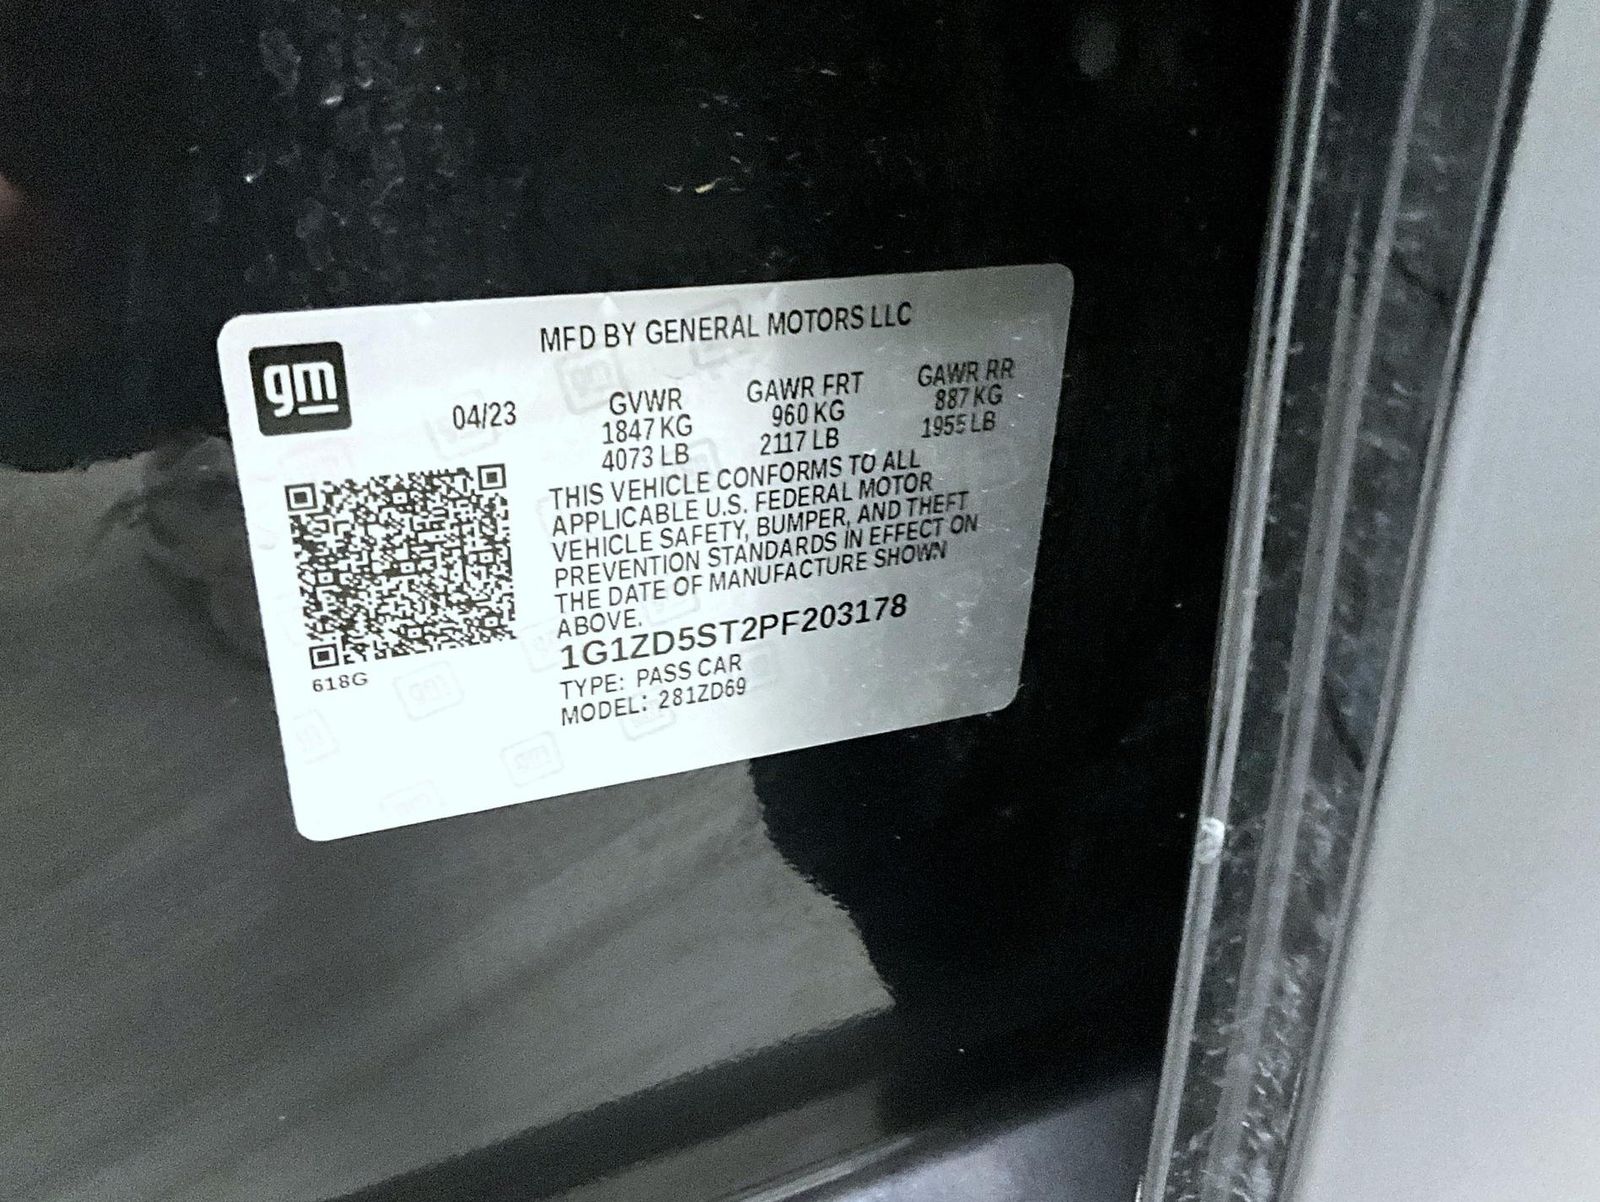 gm
MFD BY GENERAL MOTORS LLC
04/23
GVWR
1847 KG
4073 LB
GAWR FRT
960 KG
2117 LB
GAWR RR
887 KG
1955 LB
THIS VEHICLE CONFORMS TO ALL
APPLICABLE U.S. FEDERAL MOTOR
VEHICLE SAFETY, BUMPER, AND THEFT
PREVENTION STANDARDS IN EFFECT ON
THE DATE OF MANUFACTURE SHOWN
ABOVE.
1G1ZD5ST2PF203178
TYPE: PASS CAR
MODEL: 281ZD69
618G